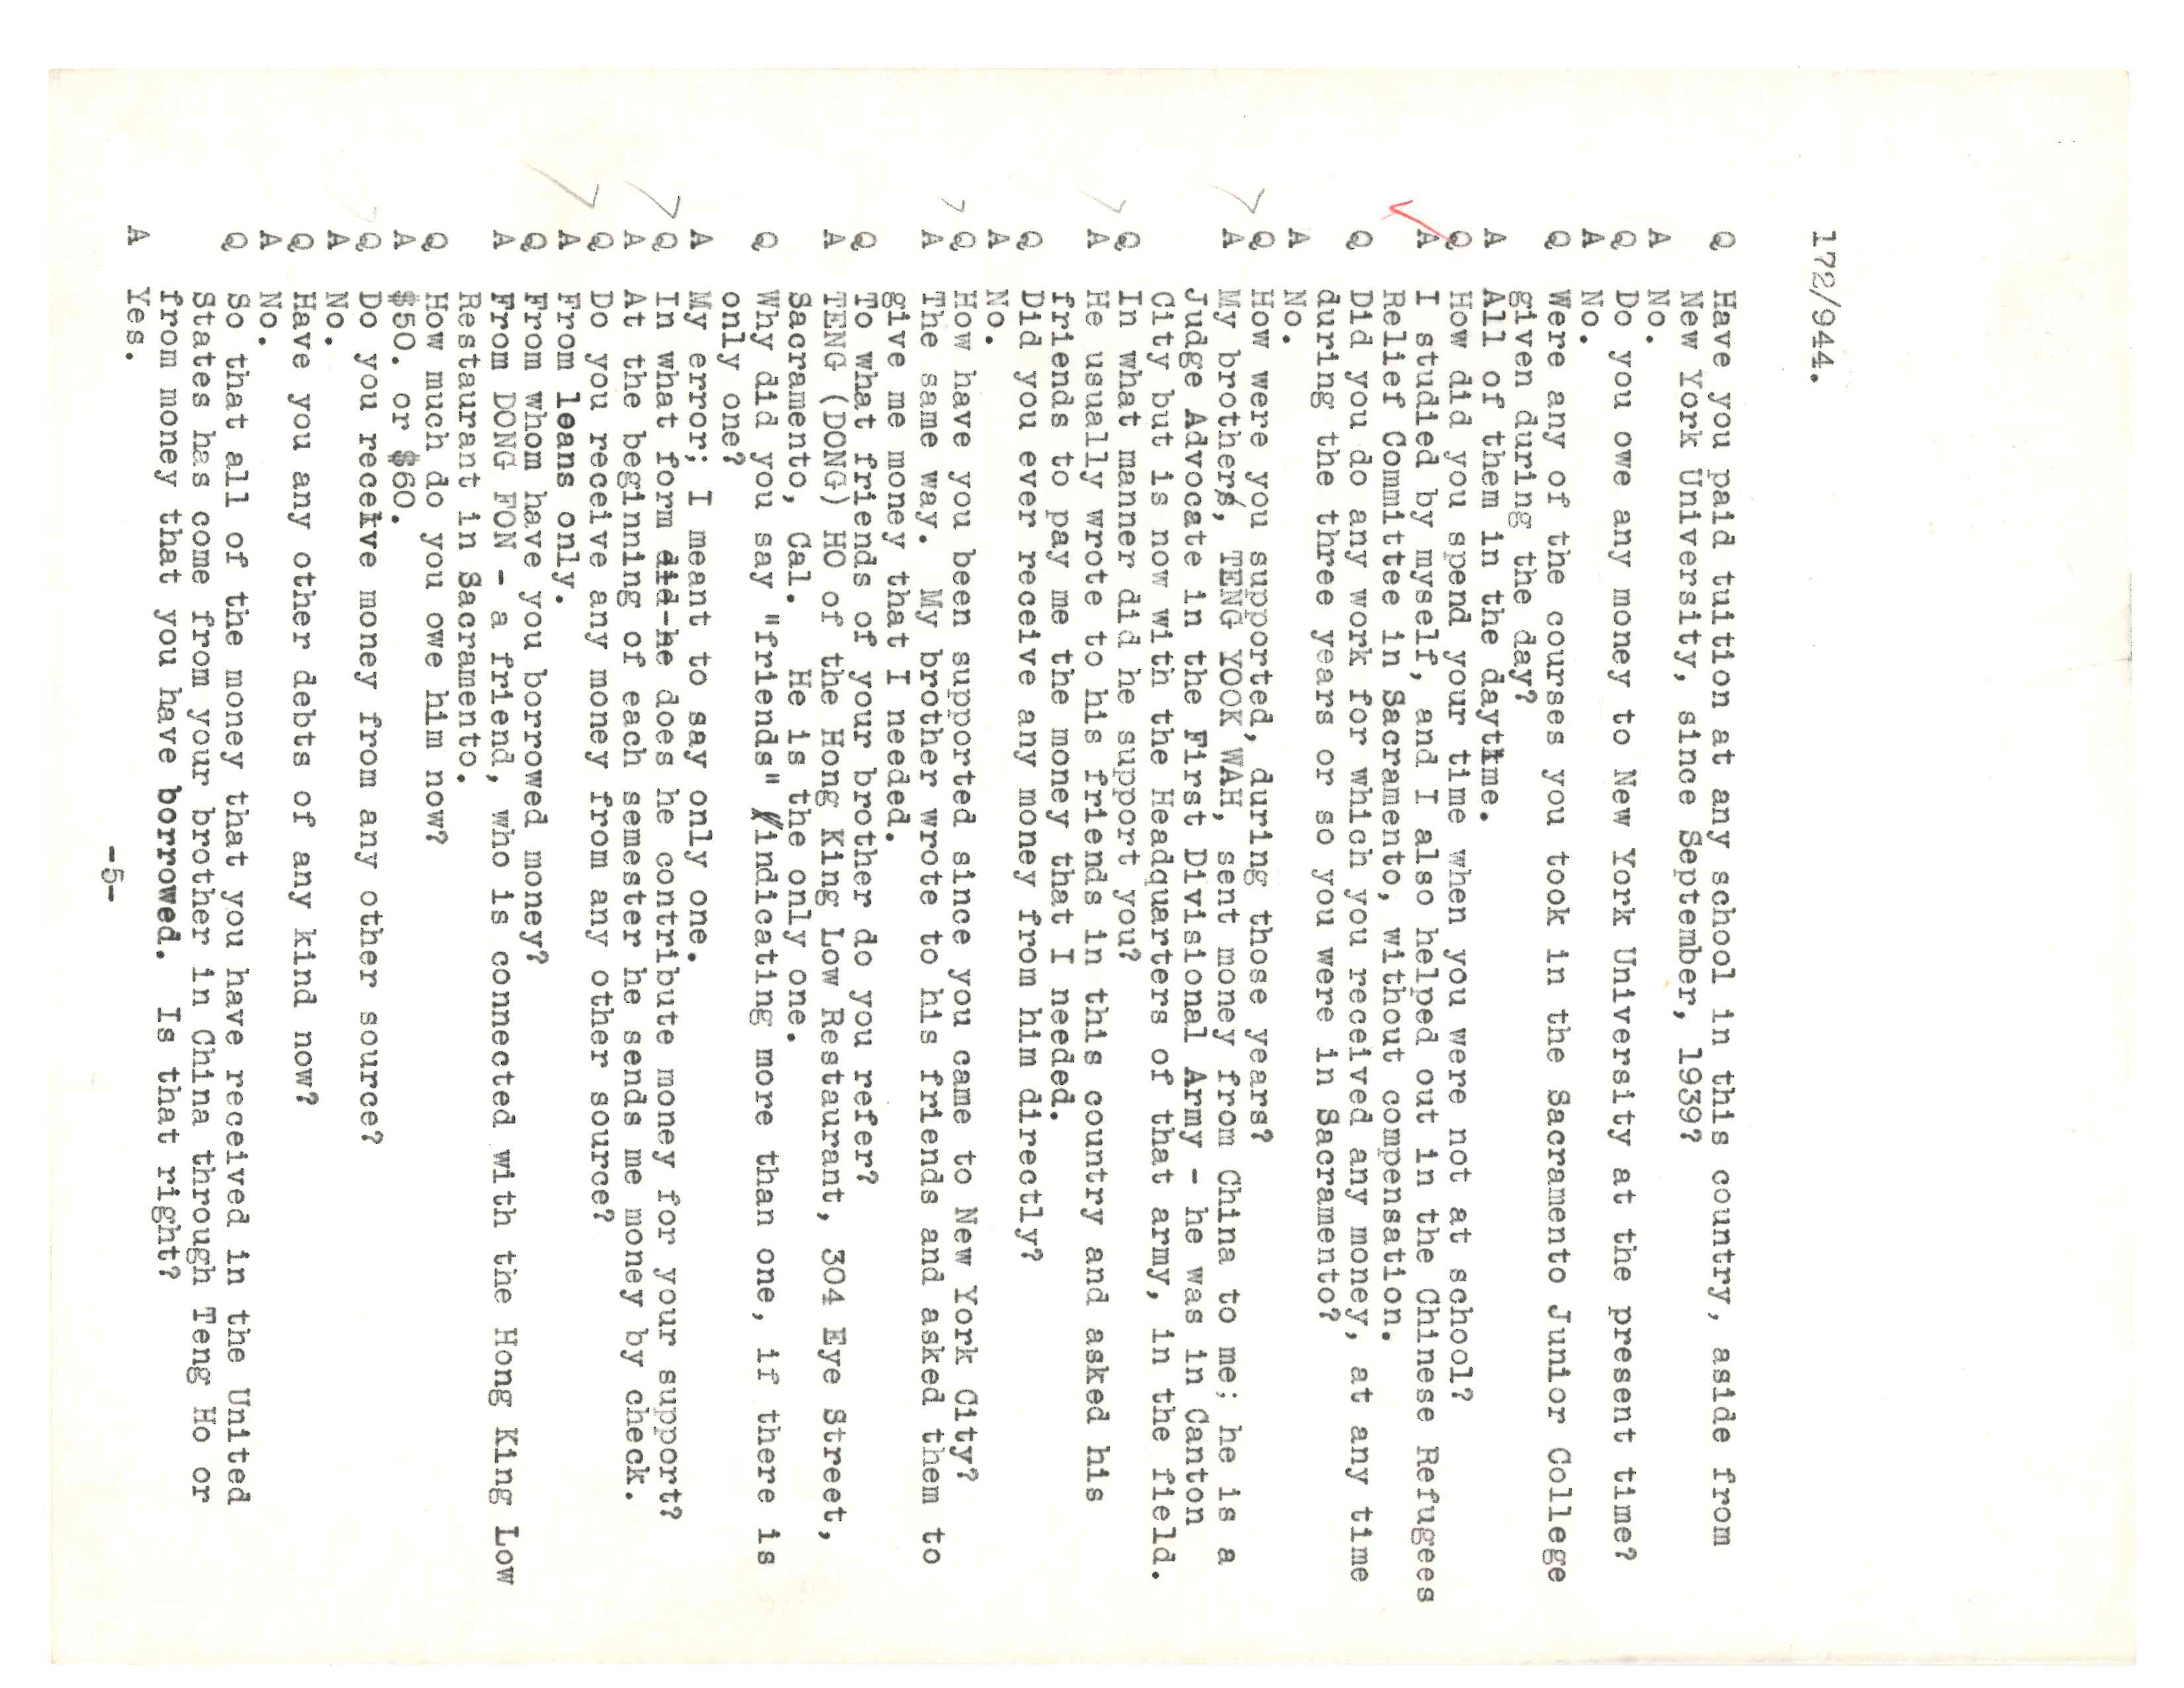 172/944.
Q Have you paid tuition at any school in this country, aside from
New York University, since September, 1939?
A No.
Q Do you owe any money to New York University at the present time?
A No.
Q Were any of the courses you took in the Sacramento Junior College
given during the day?
A All of them in the daytime.
Q How did you spend your time when you were not at school?
A I studied by myself, and I also helped out in the Chinese Refugees
Relief Committee in Sacramento, without compensation.
Q Did you do any work for which you received any money, at any time
during the three years or so you were in Sacramento?
A No.
Q How were you supported, during those years?
A My brother, TENG YOOK WAH, sent money from China to me; he is a
Judge Advocate in the First Divisional Army - he was in Canton
City but is now with the Headquarters of that army, in the field.
Q In what manner did he support you?
A He usually wrote to his friends in this country and asked his
friends to pay me the money that I needed.
Q Did you ever receive any money from him directly?
A No.
Q How have you been supported since you came to New York City?
A The same way. My brother wrote to his friends and asked them to
give me money that I needed.
Q To what friends of your brother do you refer?
A TENG (DONG) HO of the Hong King Low Restaurant, 304 Eye Street,
Sacramento, Cal. He is the only one.
Q Why did you say "friends" indicating more than one, if there is
only one?
A My error; I meant to say only one.
Q In what form did-he does he contribute money for your support?
A At the beginning of each semester he sends me money by check.
Q Do you receive any money from any other source?
A From loans only.
Q From whom have you borrowed money?
A From DONG FON - a friend, who is connected with the Hong King Low
Restaurant in Sacramento.
Q How much do you owe him now?
A $50. or $60.
Q Do you receive money from any other source?
A No.
Q Have you any other debts of any kind now?
A No.
Q So that all of the money that you have received in the United
States has come from your brother in China through Teng Ho or
from money that you have borrowed. Is that right?
A Yes.
-5-